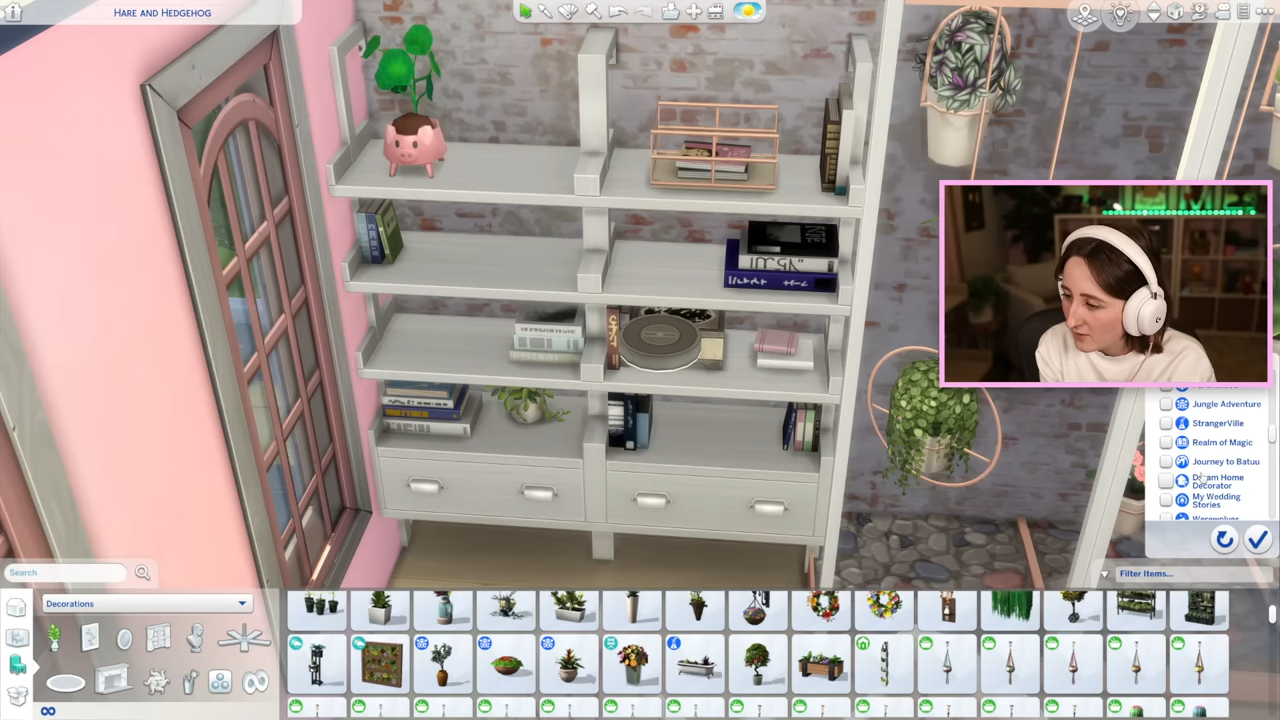 HARE AND HEDGEHOG
Jungle Adventure
StrangerVille
Realm of Magic
Journey to Batuu
Dream Home
Decorator
My Wedding
Stories
Werewolves
Filter Items...
Search
Decorations